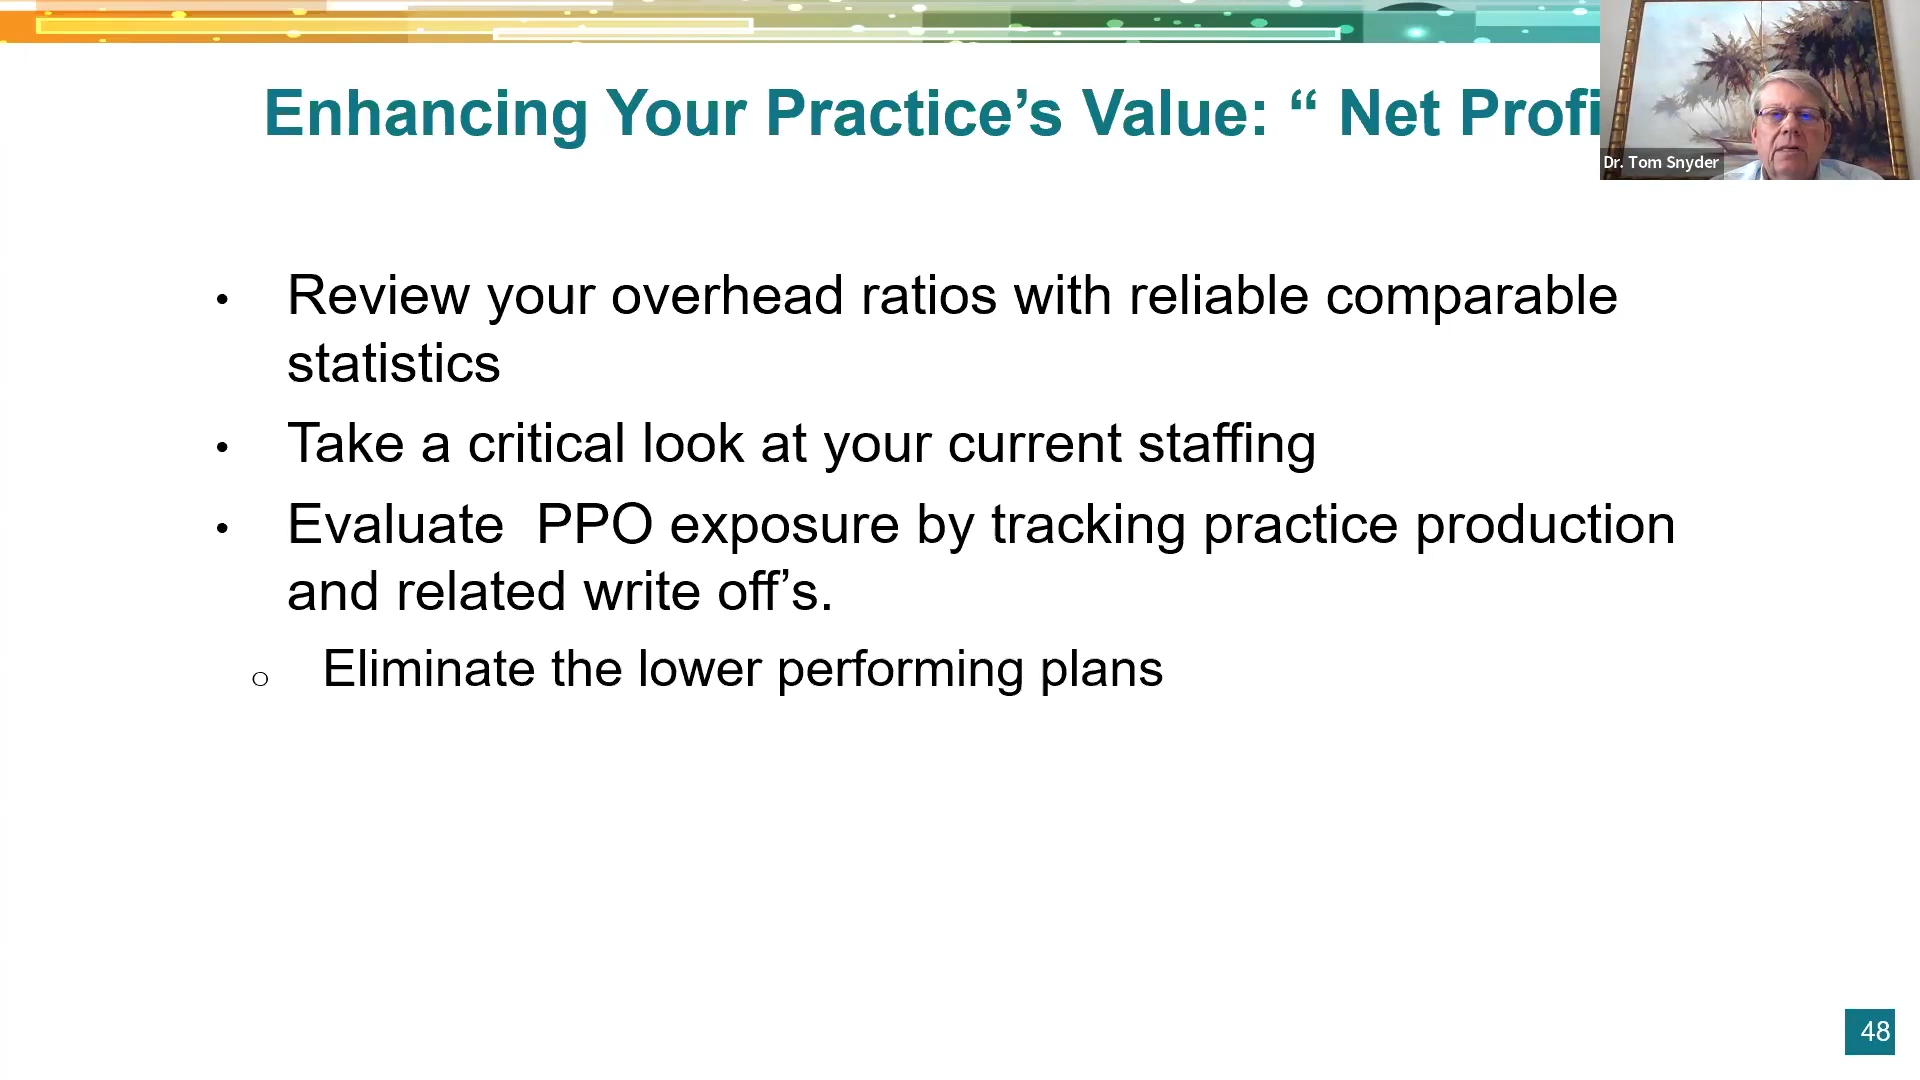 Enhancing Your Practice’s Value: “ Net Profi
Dr. Tom Snyder
• Review your overhead ratios with reliable comparable
statistics
• Take a critical look at your current staffing
• Evaluate  PPO exposure by tracking practice production
and related write off’s.
o Eliminate the lower performing plans
48